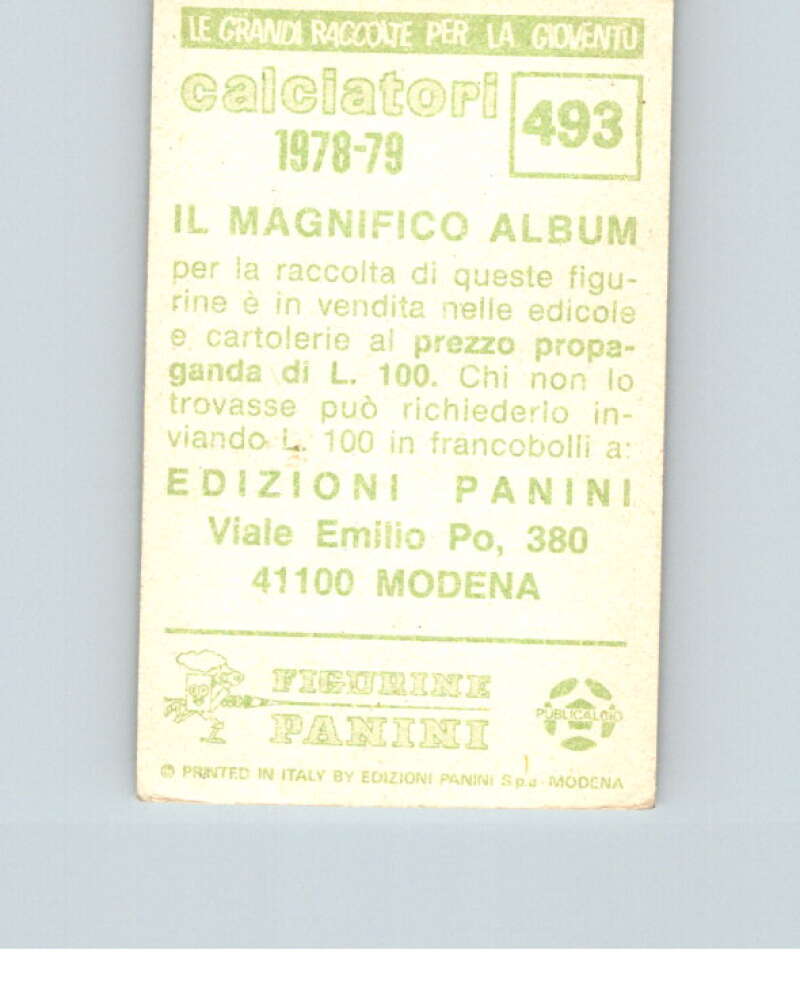 LE GRANDI RACCOLTE PER LA GIOVENTÙ
calciatori
1978-79
493
IL MAGNIFICO ALBUM
per la raccolta di queste figu-
rine è in vendita nelle edicole
e cartolerie al prezzo propa-
ganda di L. 100. Chi non lo
trovasse può richiederlo in-
viando L. 100 in francobolli a:
EDIZIONI PANINI
Viale Emilio Po, 380
41100 MODENA
FIGURINE
PANINI
PUBLICALCIO
© PRINTED IN ITALY BY EDIZIONI PANINI S.p.a. MODENA